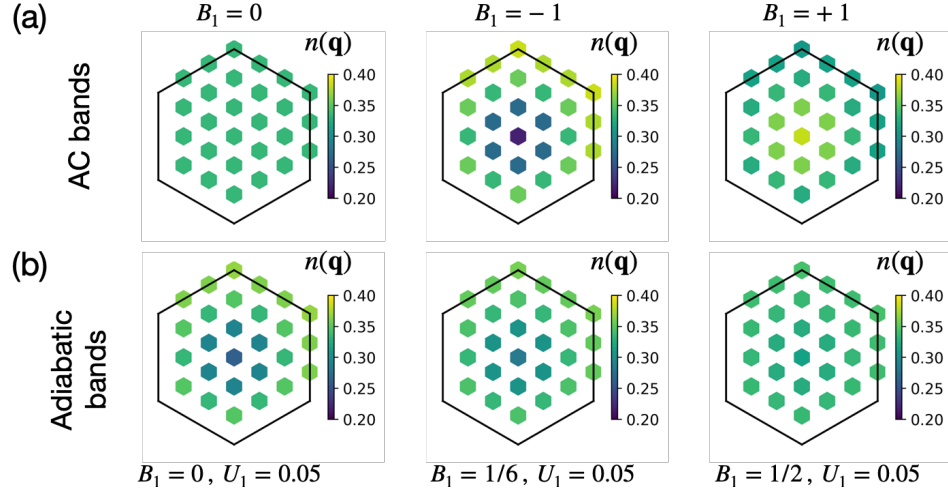 (a)
B₁ = 0
B₁ = − 1
B₁ = + 1
AC bands
n(q)
0.40
0.35
0.30
0.25
0.20
n(q)
0.40
0.35
0.30
0.25
0.20
n(q)
0.40
0.35
0.30
0.25
0.20
(b)
Adiabatic
bands
n(q)
0.40
0.35
0.30
0.25
0.20
n(q)
0.40
0.35
0.30
0.25
0.20
n(q)
0.40
0.35
0.30
0.25
0.20
B₁ = 0 , U₁ = 0.05
B₁ = 1/6 , U₁ = 0.05
B₁ = 1/2 , U₁ = 0.05